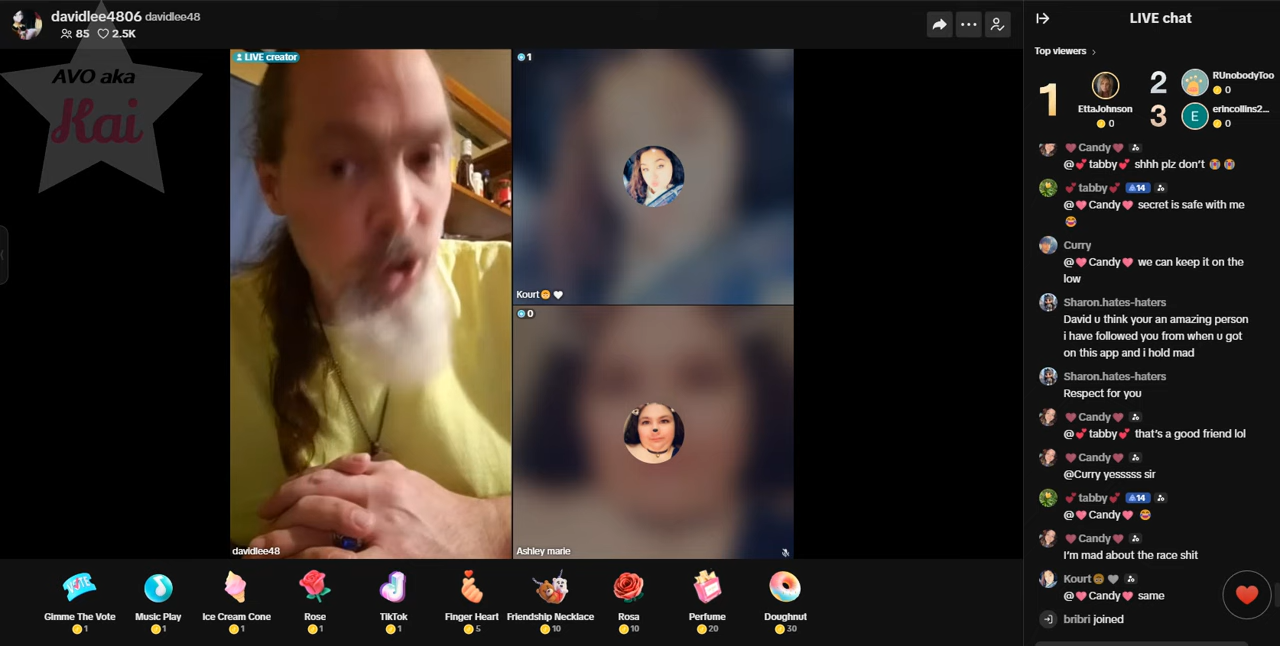 davidlee4806 davidlee48
85 2.5K
AVO aka
Kai
LIVE creator
davidlee48
1
Kourt
0
Ashley marie
Gimme The Vote
1
Music Play
1
Ice Cream Cone
1
Rose
1
TikTok
1
Finger Heart
5
Friendship Necklace
10
Rosa
10
Perfume
20
Doughnut
30
LIVE chat
Top viewers
1
EttaJohnson
0
2
RUnobodyToo
0
3
E
erincollins2...
0
Candy
@💕tabby💕 shhh plz don't 😭😭
💕tabby💕 14
@💗Candy💗 secret is safe with me
😂
Curry
@💗Candy💗 we can keep it on the
low
Sharon.hates-haters
David u think your an amazing person
i have followed you from when u got
on this app and i hold mad
Sharon.hates-haters
Respect for you
Candy
@💕tabby💕 that's a good friend lol
Candy
@Curry yesssss sir
💕tabby💕 14
@💗Candy💗 😂
Candy
I'm mad about the race shit
Kourt
@💗Candy💗 same
bribri joined